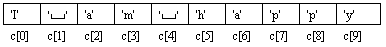 'I' '␣' 'a' 'm' '␣' 'h' 'a' 'p' 'p' 'y'
c[0] c[1] c[2] c[3] c[4] c[5] c[6] c[7] c[8] c[9]